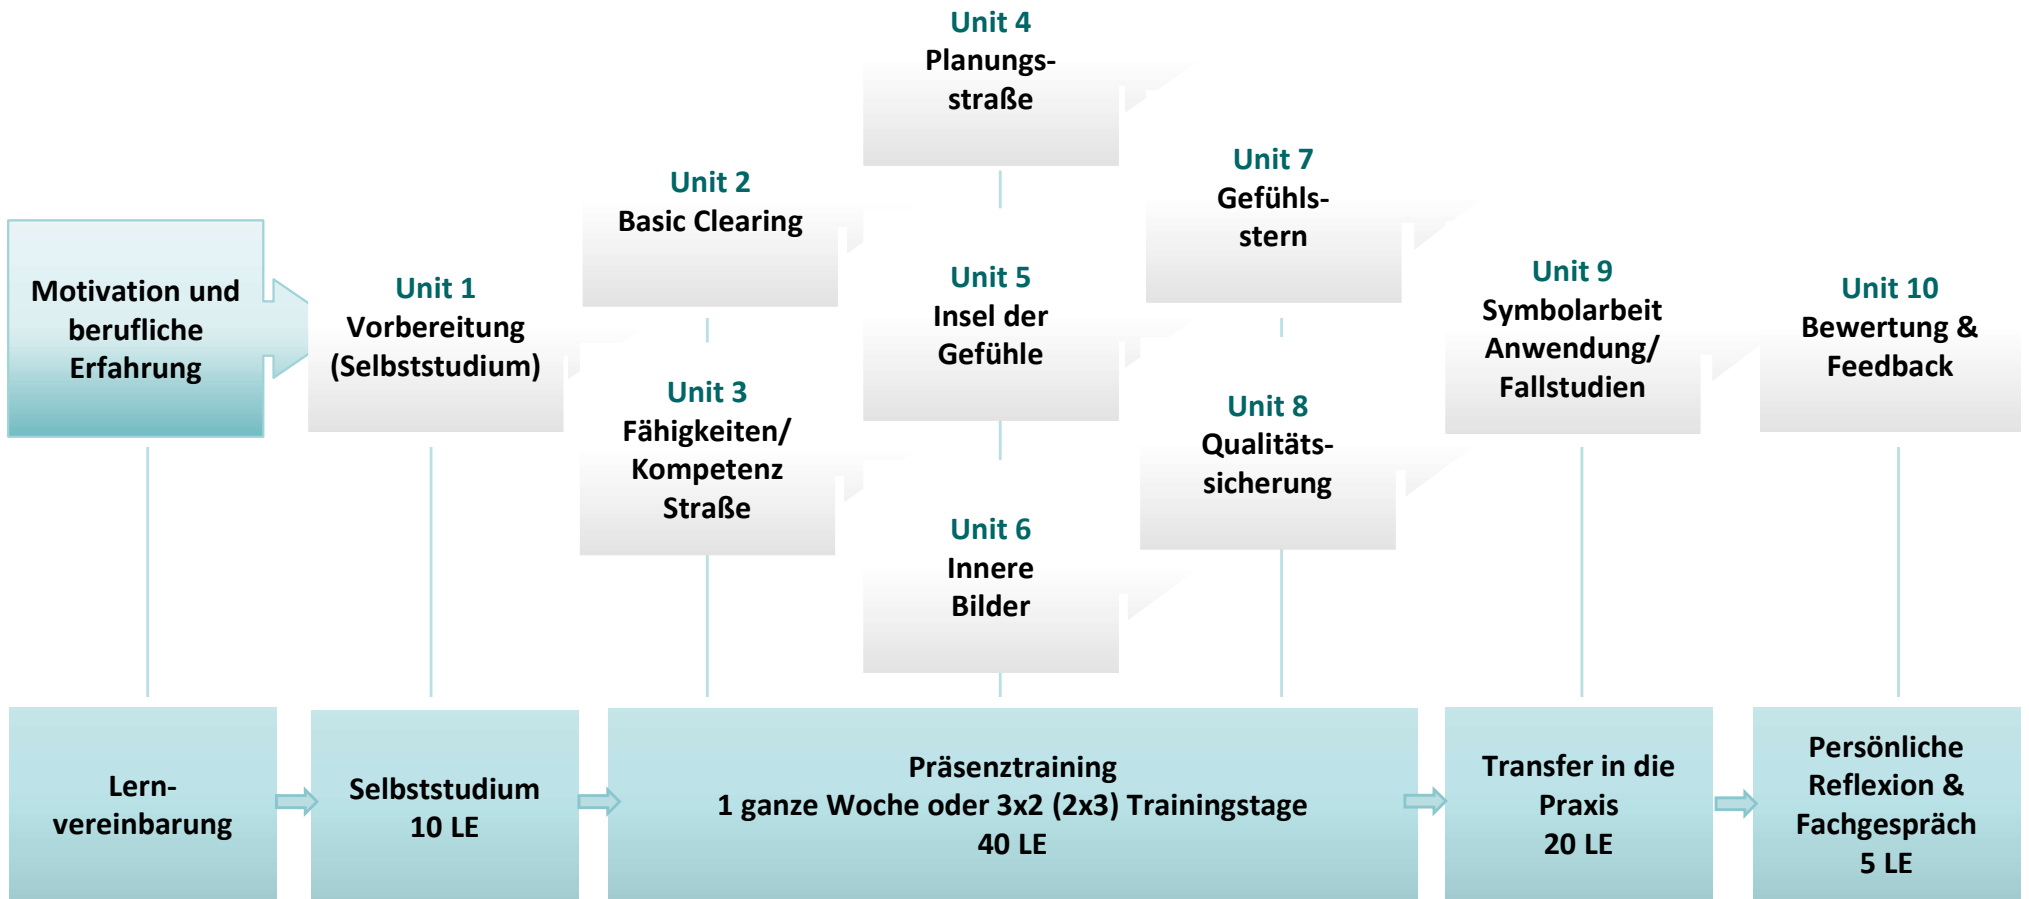 Motivation und
berufliche
Erfahrung
Unit 1
Vorbereitung
(Selbststudium)
Unit 2
Basic Clearing
Unit 3
Fähigkeiten/
Kompetenz
Straße
Unit 4
Planungs-
straße
Unit 5
Insel der
Gefühle
Unit 6
Innere
Bilder
Unit 7
Gefühls-
stern
Unit 8
Qualitäts-
sicherung
Unit 9
Symbolarbeit
Anwendung/
Fallstudien
Unit 10
Bewertung &
Feedback
Lern-
vereinbarung
Selbststudium
10 LE
Präsenztraining
1 ganze Woche oder 3x2 (2x3) Trainingstage
40 LE
Transfer in die
Praxis
20 LE
Persönliche
Reflexion &
Fachgespräch
5 LE